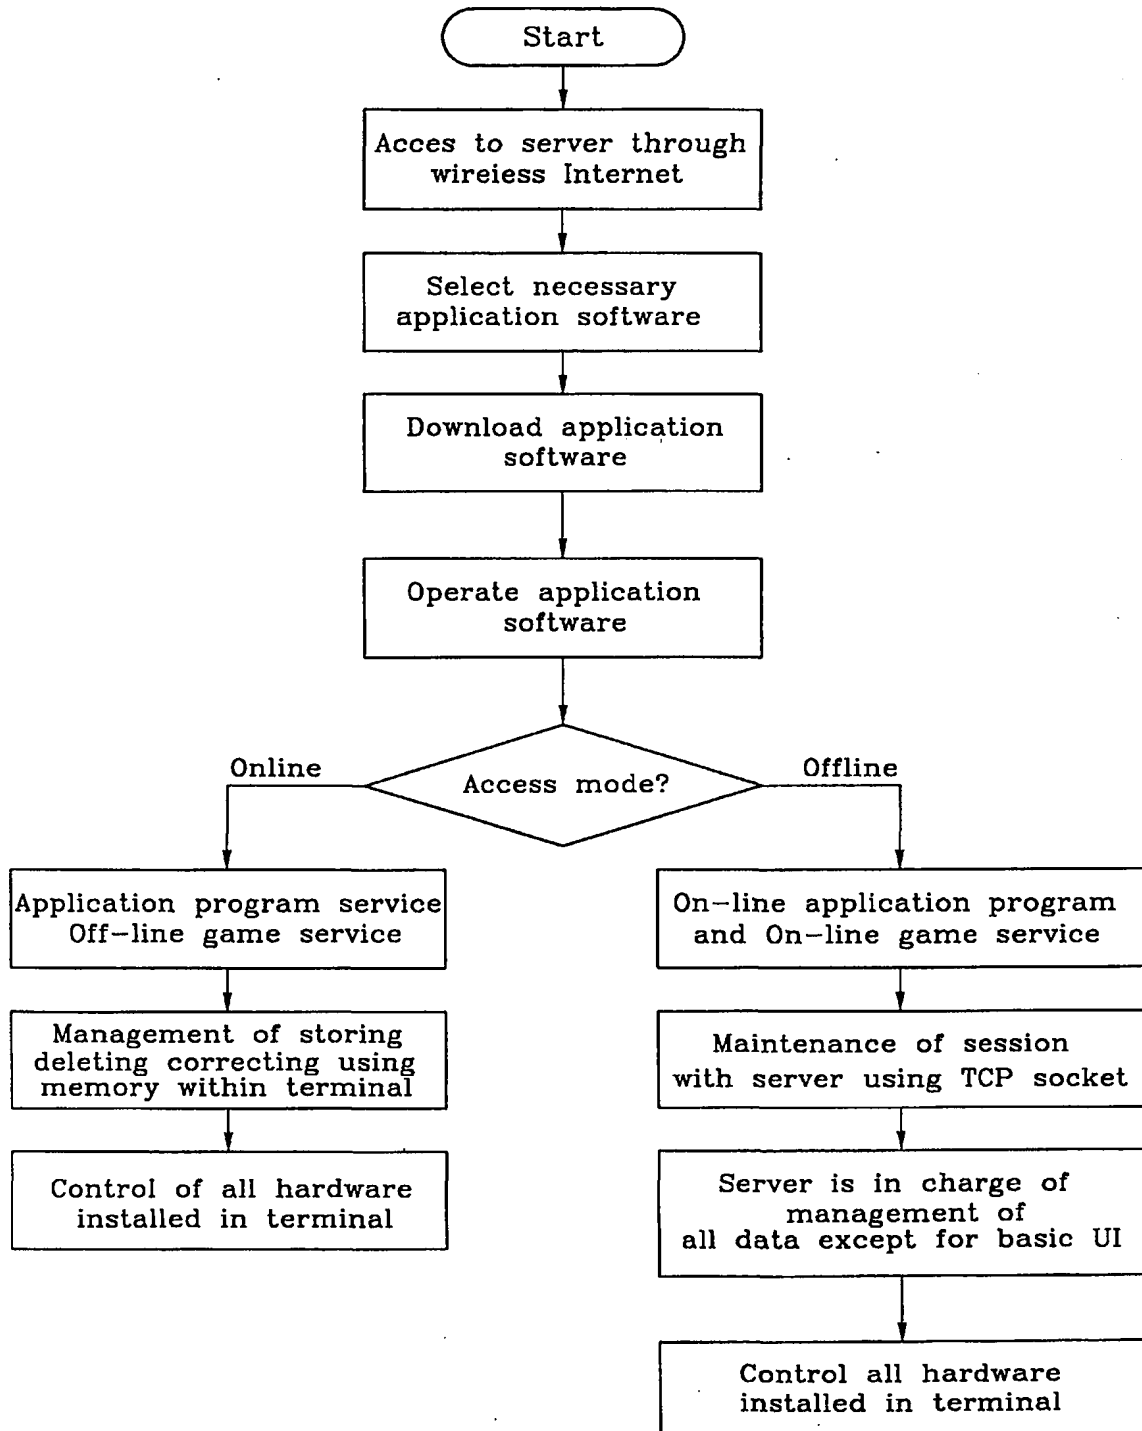 Start
Acces to server through
wireiess Internet
Select necessary
application software
Download application
software
Operate application
software
Access mode?
Online
Offline
Application program service
Off-line game service
Management of storing
deleting correcting using
memory within terminal
Control of all hardware
installed in terminal
On-line application program
and On-line game service
Maintenance of session
with server using TCP socket
Server is in charge of
management of
all data except for basic UI
Control all hardware
installed in terminal